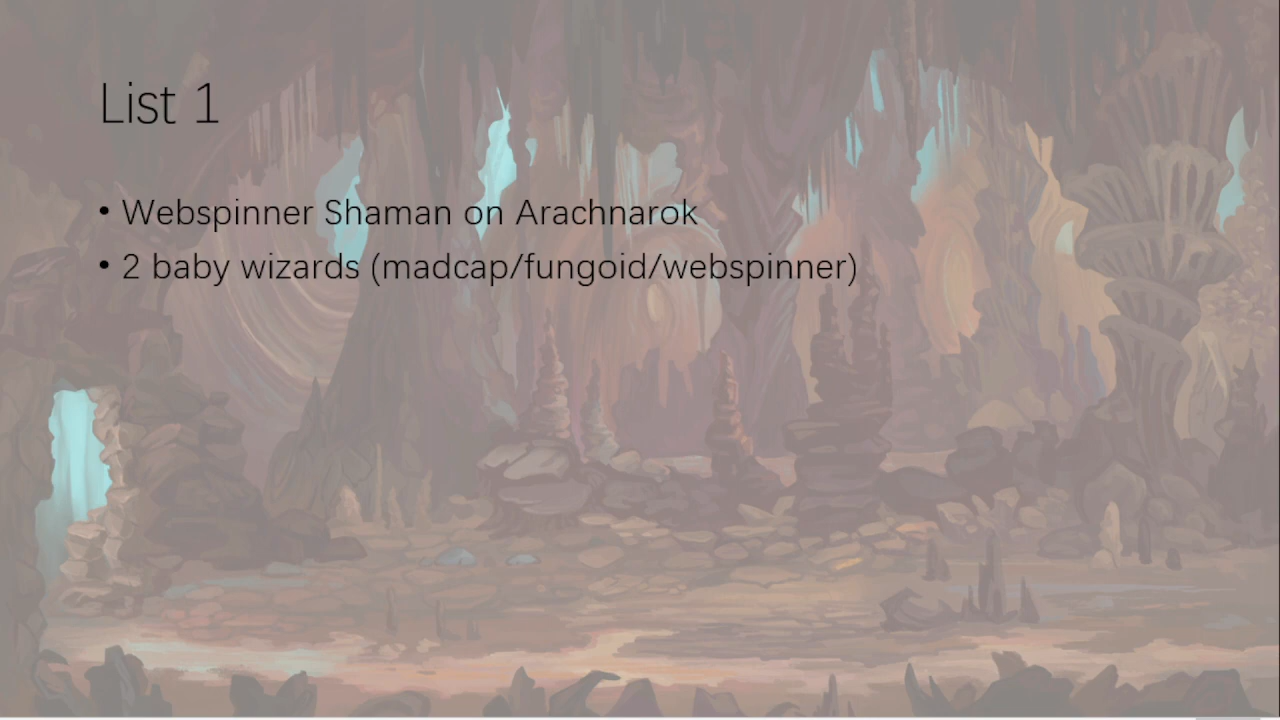 List 1
• Webspinner Shaman on Arachnarok
• 2 baby wizards (madcap/fungoid/webspinner)